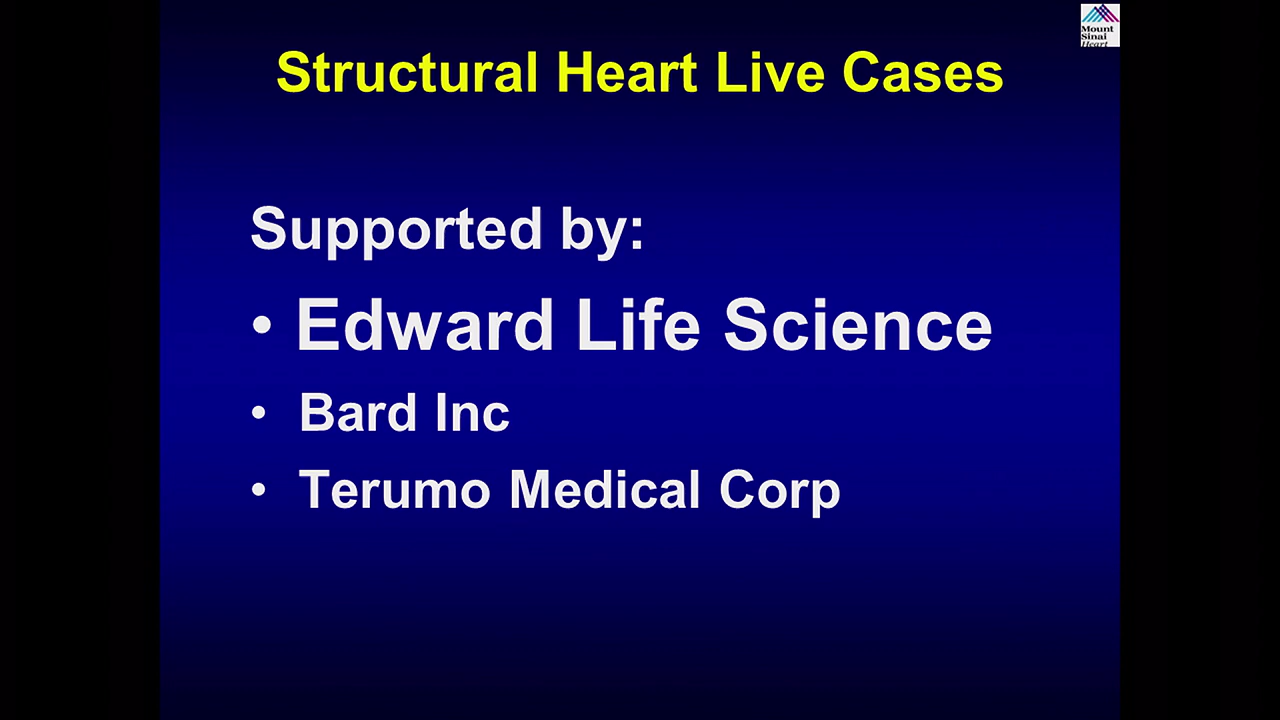 Mount
Sinai
Heart
Structural Heart Live Cases
Supported by:
• Edward Life Science
• Bard Inc
• Terumo Medical Corp